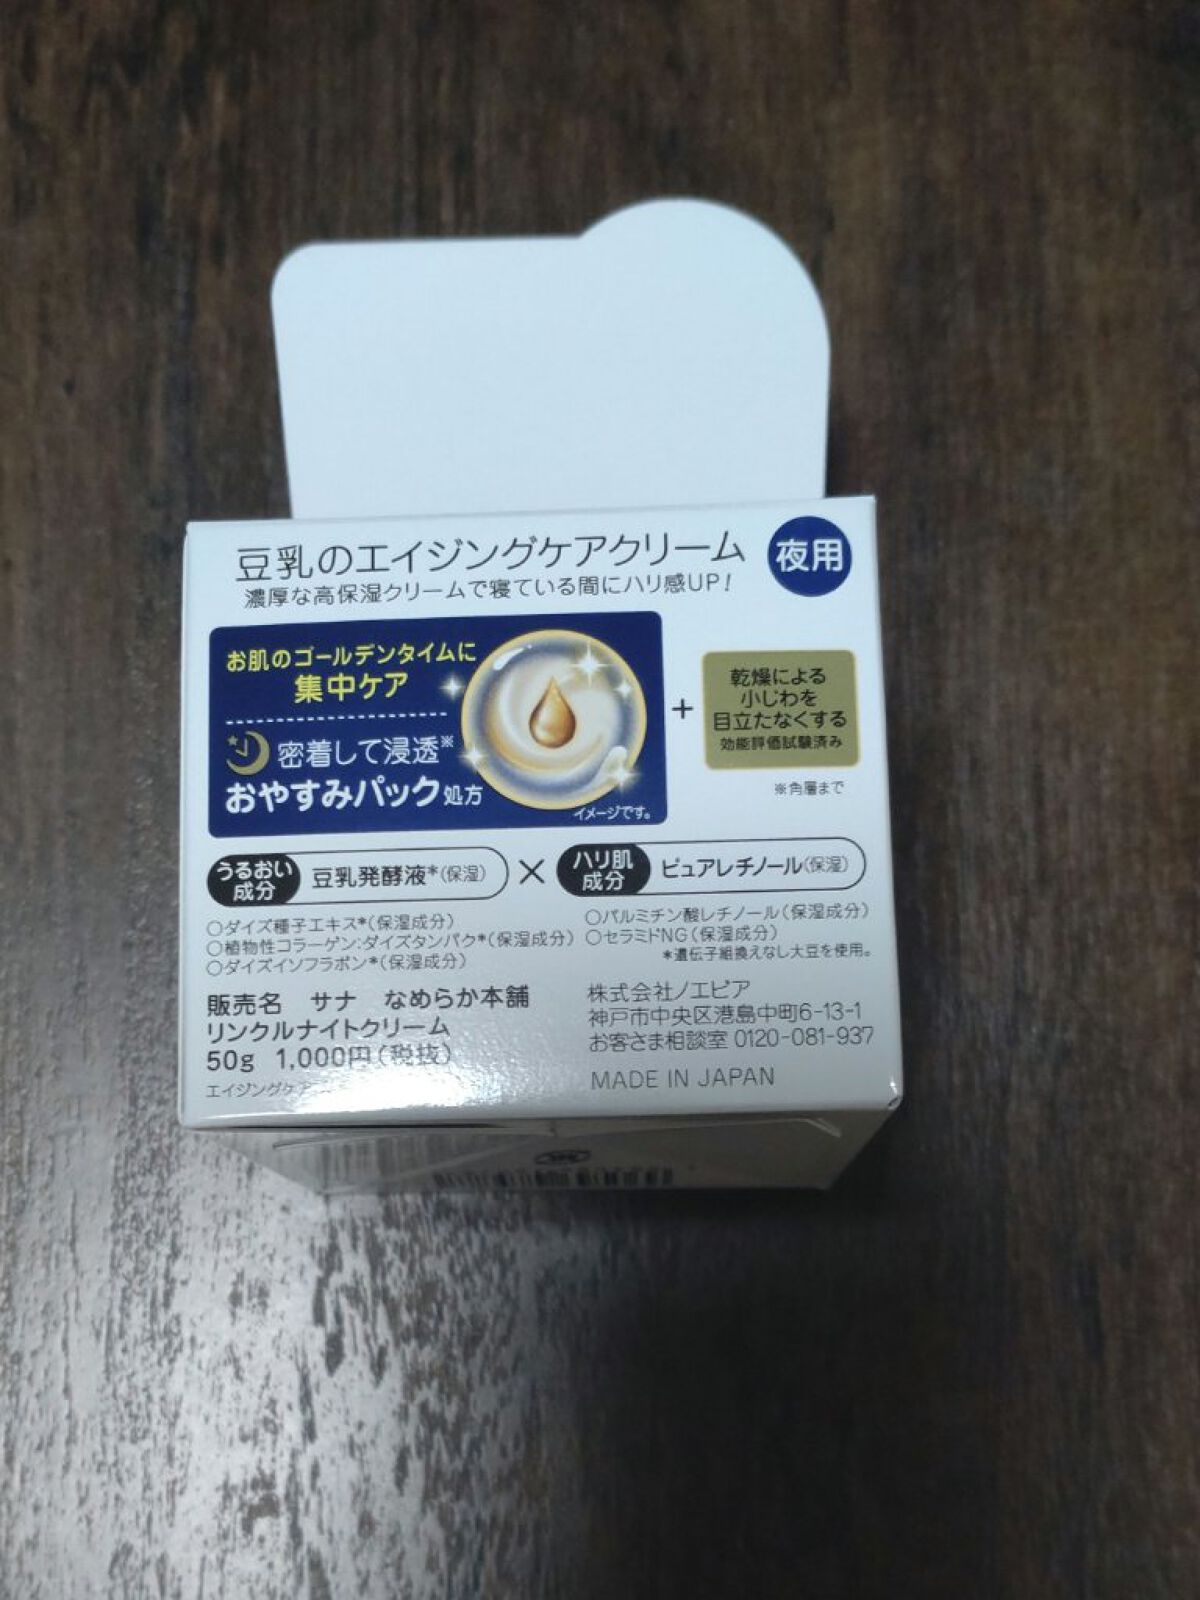 豆乳のエイジングケアクリーム
夜用
濃厚な高保湿クリームで寝ている間にハリ感UP!
お肌のゴールデンタイムに
集中ケア
密着して浸透※
おやすみパック処方
イメージです。
+
乾燥による
小じわを
目立たなくする
効能評価試験済み
※角層まで
うるおい
成分
豆乳発酵液*(保湿)
×
ハリ肌
成分
ピュアレチノール(保湿)
○ダイズ種子エキス*(保湿成分)
○植物性コラーゲン:ダイズタンパク*(保湿成分)
○ダイズイソフラボン*(保湿成分)
○パルミチン酸レチノール(保湿成分)
○セラミドNG(保湿成分)
*遺伝子組換えなし大豆を使用。
販売名 サナ なめらか本舗
リンクルナイトクリーム
50g 1,000円(税抜)
エイジングケア
株式会社ノエビア
神戸市中央区港島中町6-13-1
お客さま相談室 0120-081-937
MADE IN JAPAN